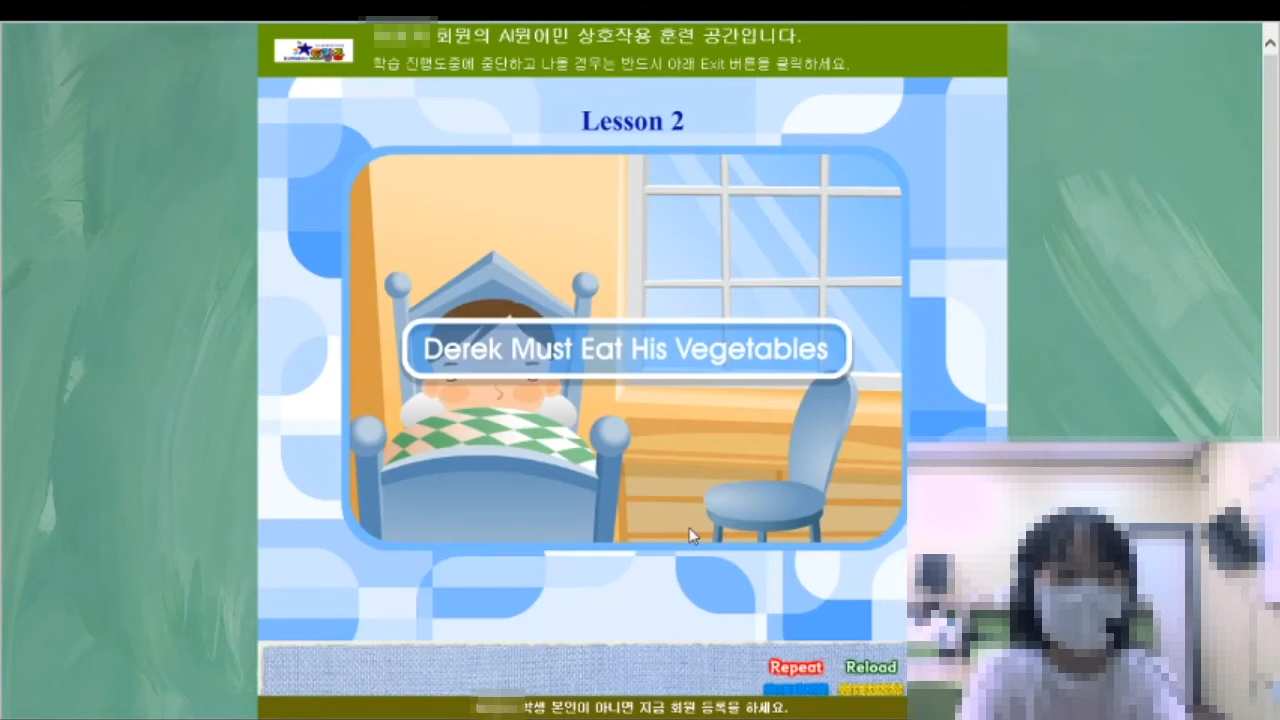 회원의 AI원어민 상호작용 훈련 공간입니다.
학습 진행도중에 중단하고 나올 경우는 반드시 아래 Exit 버튼을 클릭하세요.
Lesson 2
Derek Must Eat His Vegetables
Repeat Reload
학생 본인이 아니면 지금 회원 등록을 하세요.